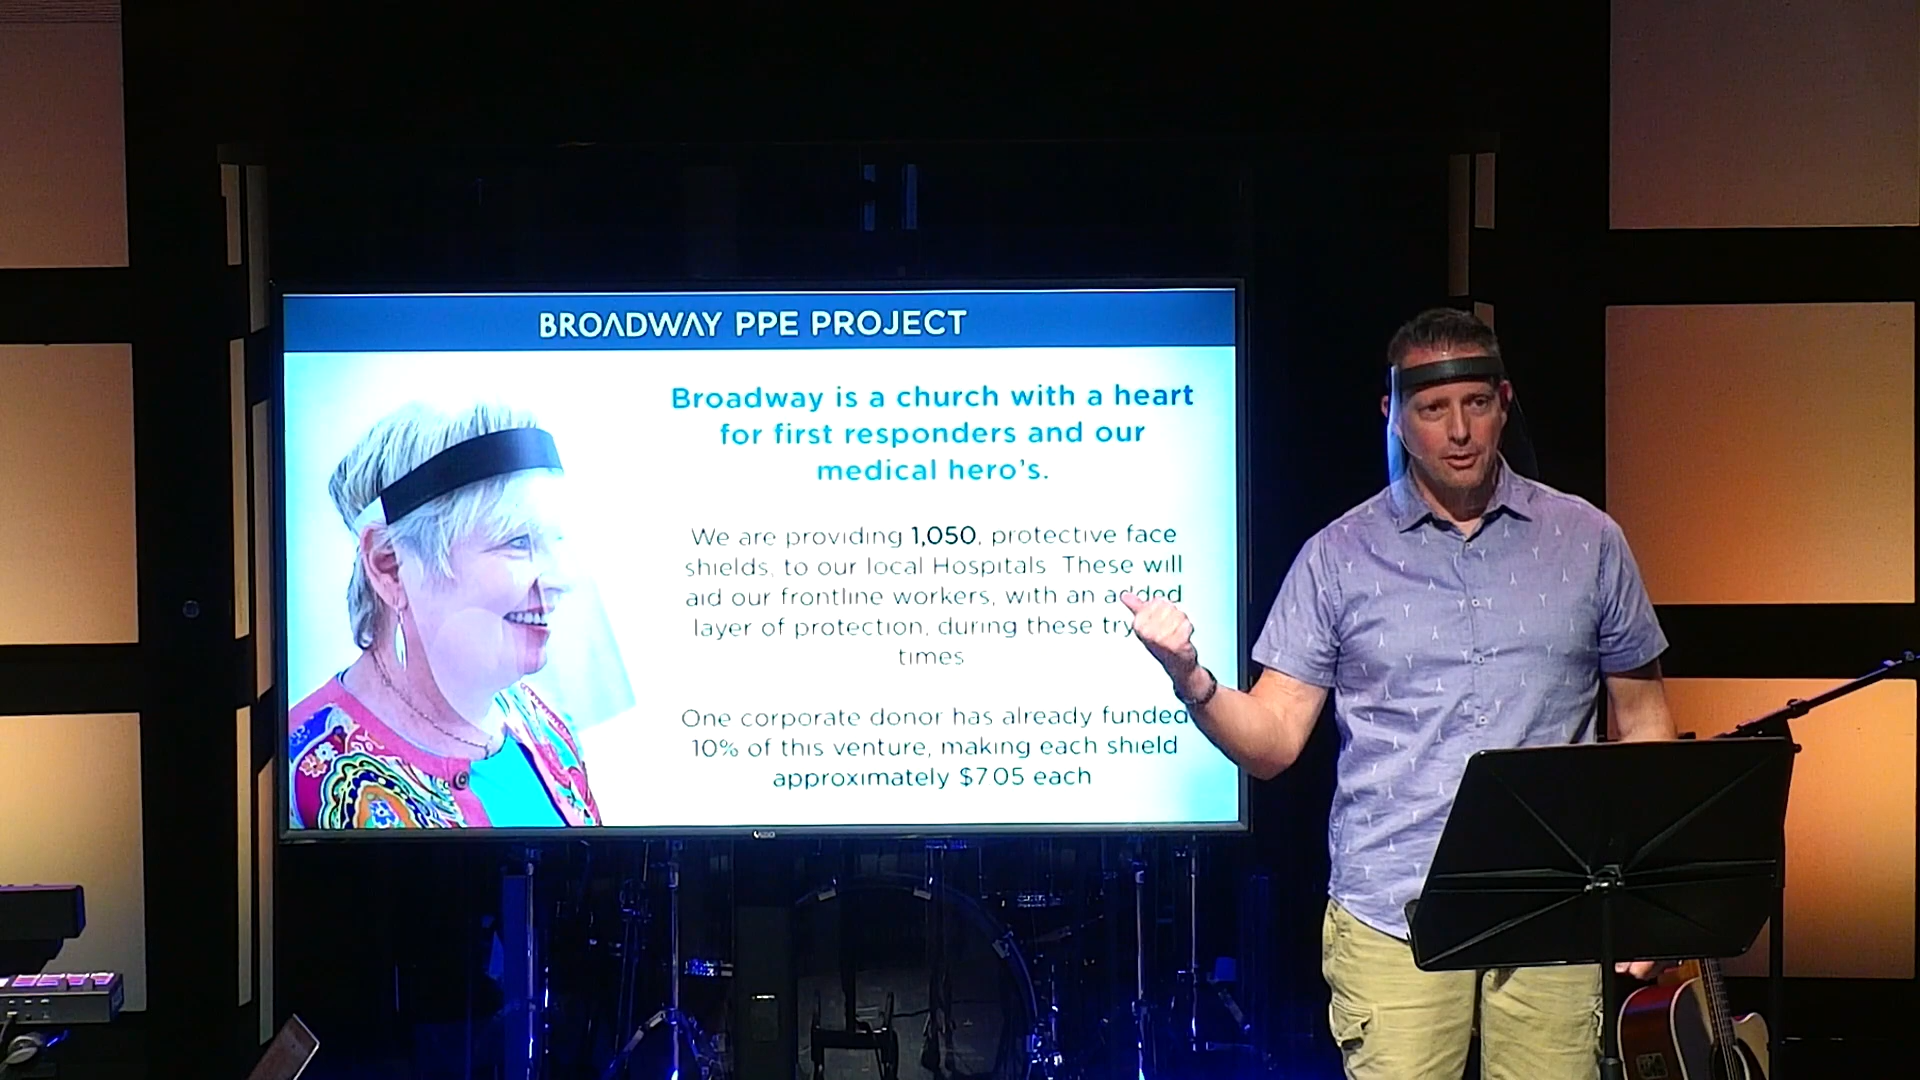 BROADWAY PPE PROJECT
Broadway is a church with a heart
for first responders and our
medical hero's.
We are providing 1,050, protective face
shields, to our local Hospitals. These will
aid our frontline workers, with an added
layer of protection, during these
times
One corporate donor has already funded
10% of this venture, making each shield
approximately $7.05 each
VIZIO